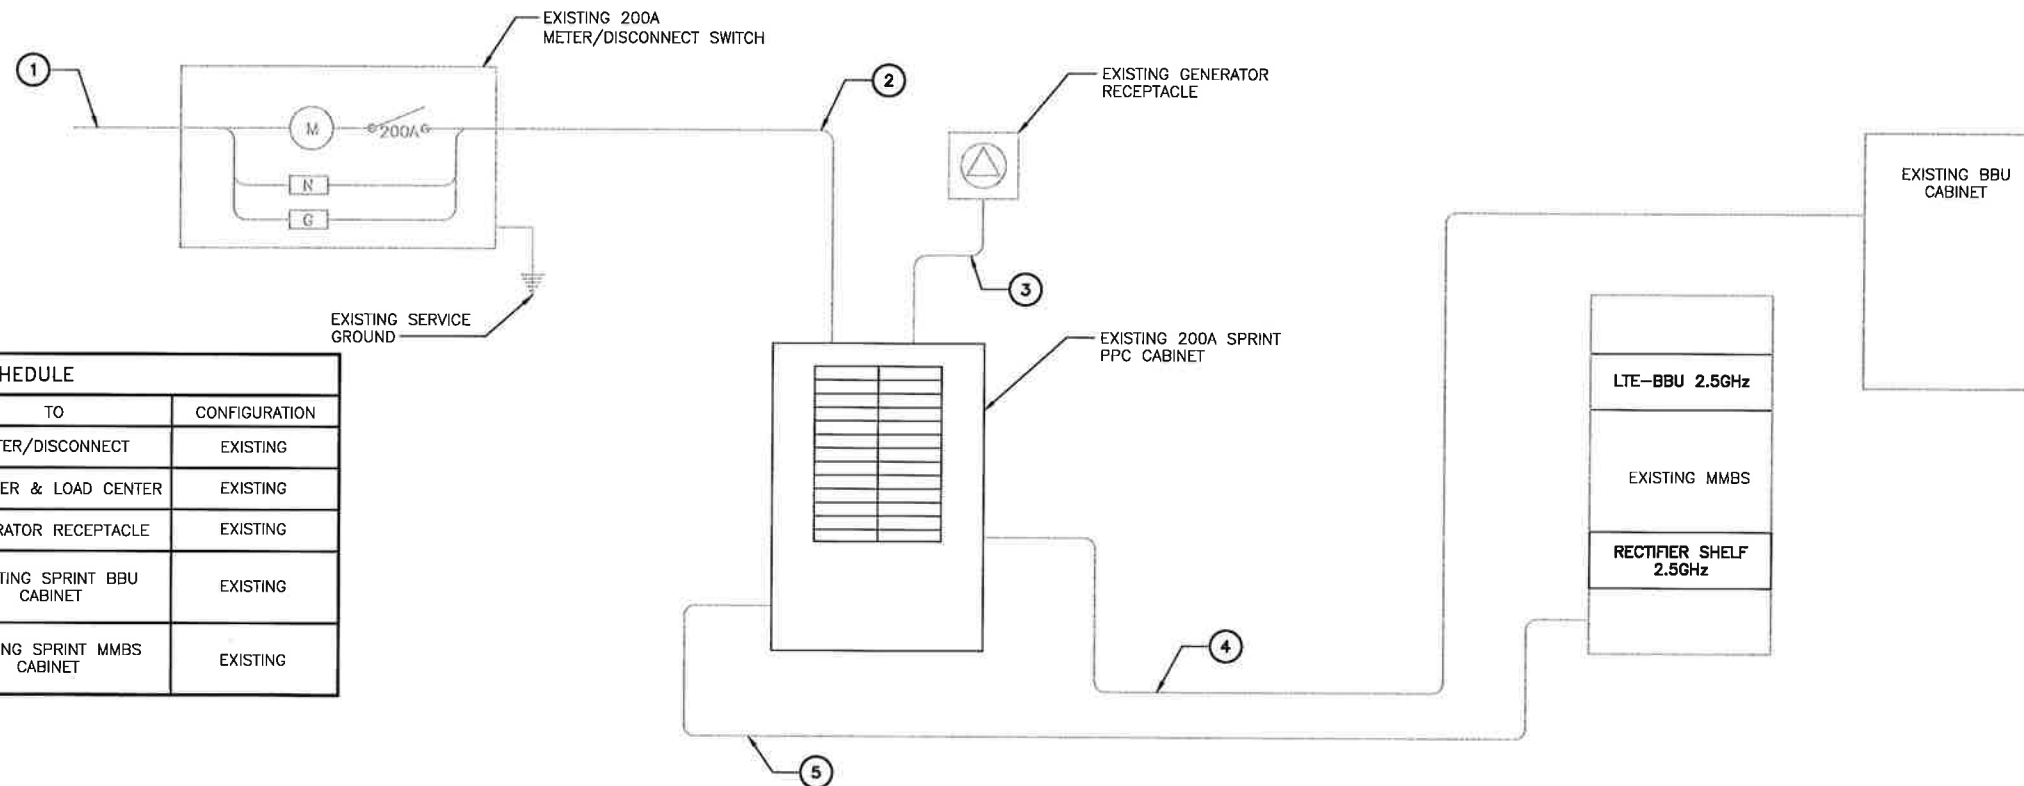 EXISTING 200A
METER/DISCONNECT SWITCH
1
2
EXISTING GENERATOR
RECEPTACLE
M
200A
N
G
EXISTING BBU
CABINET
3
EXISTING SERVICE
GROUND
EXISTING 200A SPRINT
PPC CABINET
HEDULE
TO
CONFIGURATION
TER/DISCONNECT
EXISTING
ER & LOAD CENTER
EXISTING
RATOR RECEPTACLE
EXISTING
TING SPRINT BBU
CABINET
EXISTING
NG SPRINT MMBS
CABINET
EXISTING
LTE-BBU 2.5GHz
EXISTING MMBS
RECTIFIER SHELF
2.5GHz
4
5